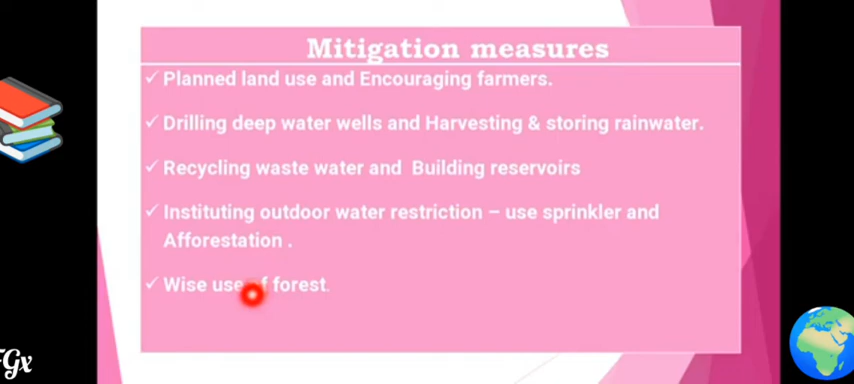 Mitigation measures
✓ Planned land use and Encouraging farmers.
✓ Drilling deep water wells and Harvesting & storing rainwater.
✓ Recycling waste water and Building reservoirs
✓ Instituting outdoor water restriction – use sprinkler and
Afforestation .
✓ Wise use of forest.